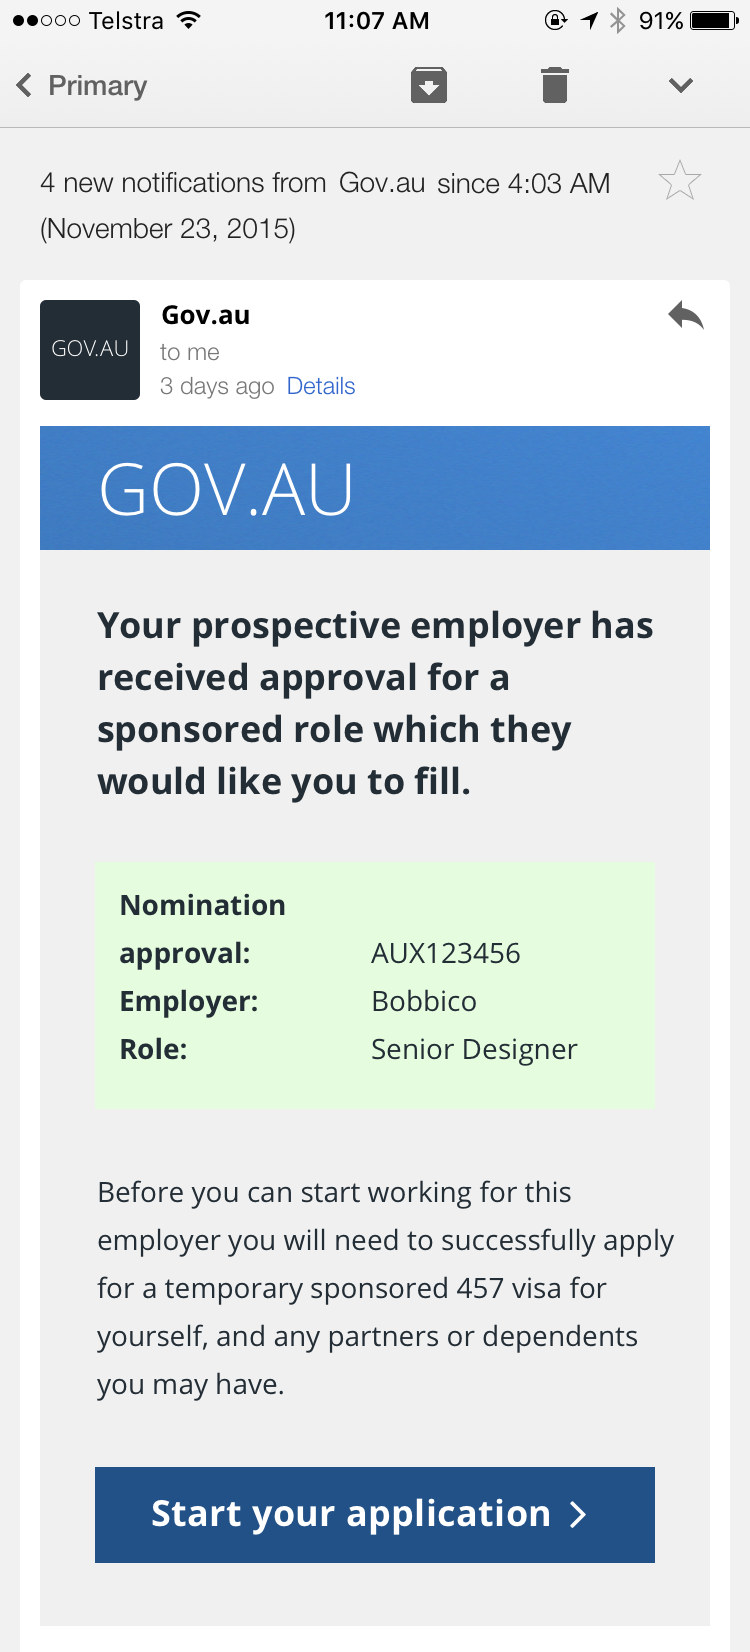 Telstra 11:07 AM 91%
Primary
4 new notifications from Gov.au since 4:03 AM
(November 23, 2015)
GOV.AU
Gov.au
to me
3 days ago Details
GOV.AU
Your prospective employer has
received approval for a
sponsored role which they
would like you to fill.
Nomination
approval: AUX123456
Employer: Bobbico
Role: Senior Designer
Before you can start working for this
employer you will need to successfully apply
for a temporary sponsored 457 visa for
yourself, and any partners or dependents
you may have.
Start your application >